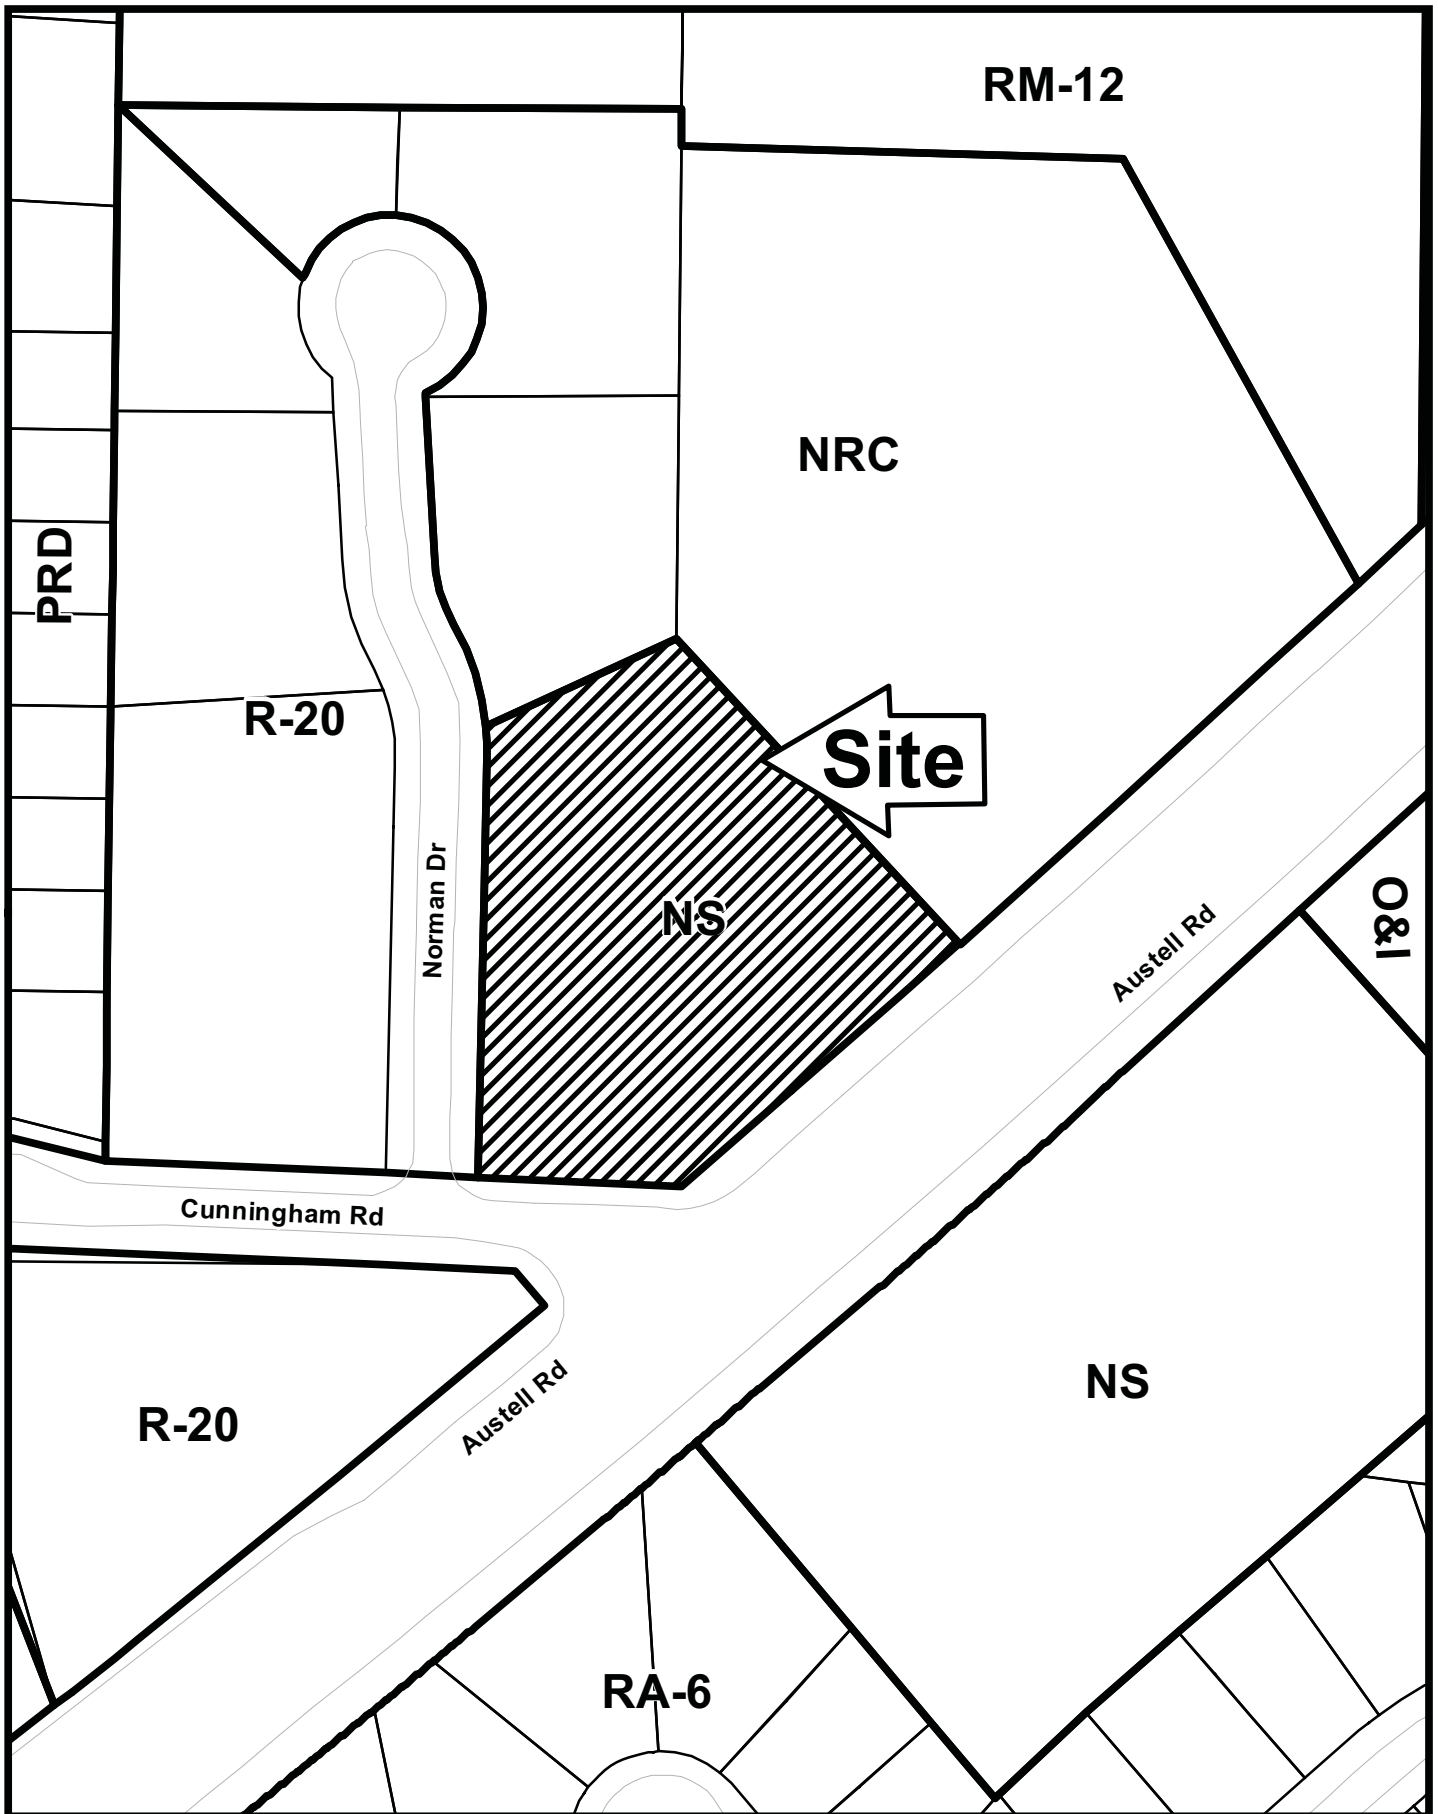 RM-12
NRC
PRD
R-20
Site
Norman Dr
NS
O&I
Austell Rd
Cunningham Rd
Austell Rd
NS
R-20
RA-6